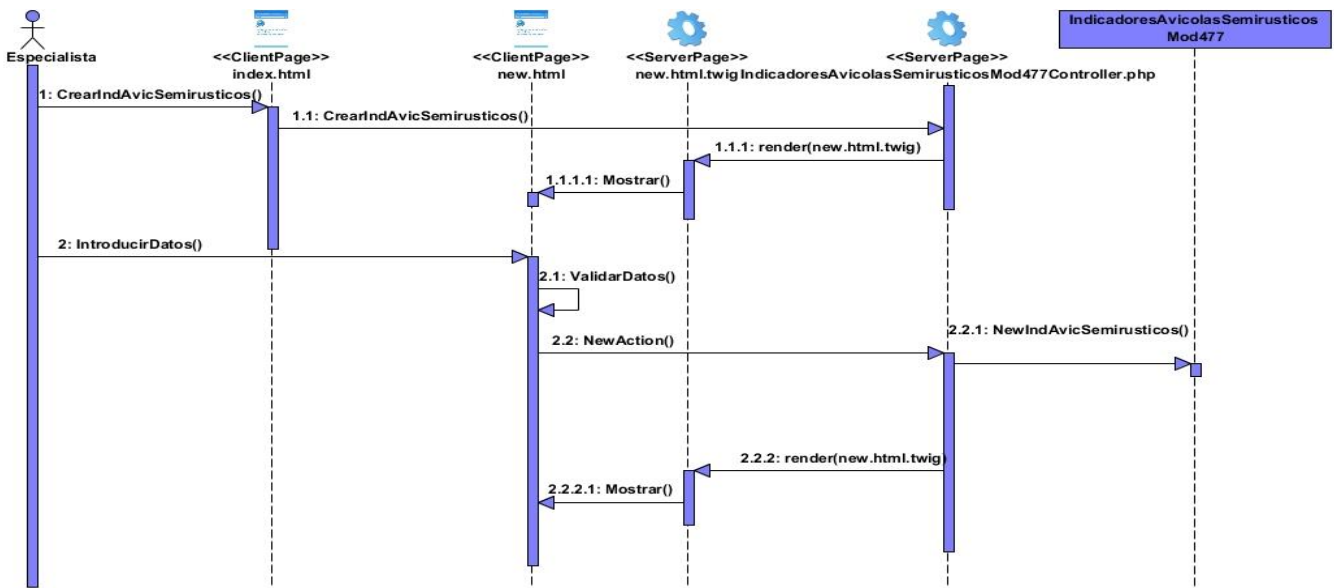 IndicadoresAvicolasSemirusticos
Mod477
Especialista
<<ClientPage>>
index.html
<<ClientPage>>
new.html
<<ServerPage>>
new.html.twig
<<ServerPage>>
IndicadoresAvicolasSemirusticosMod477Controller.php
1: CrearIndAvicSemirusticos()
1.1: CrearIndAvicSemirusticos()
1.1.1: render(new.html.twig)
1.1.1.1: Mostrar()
2: IntroducirDatos()
2.1: ValidarDatos()
2.2: NewAction()
2.2.1: NewIndAvicSemirusticos()
2.2.2: render(new.html.twig)
2.2.2.1: Mostrar()